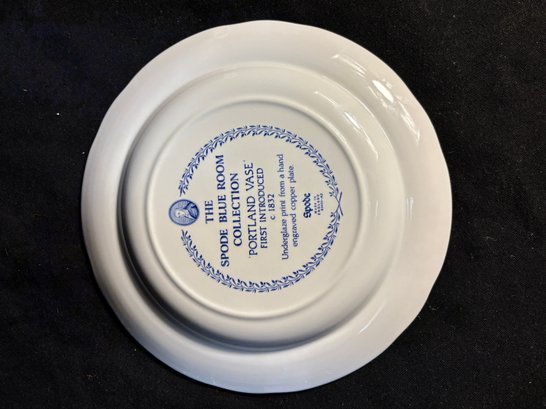 THE
SPODE BLUE ROOM
COLLECTION
'PORTLAND VASE'
FIRST INTRODUCED
c 1832
Underglaze print from a hand
engraved copper plate.
Spode